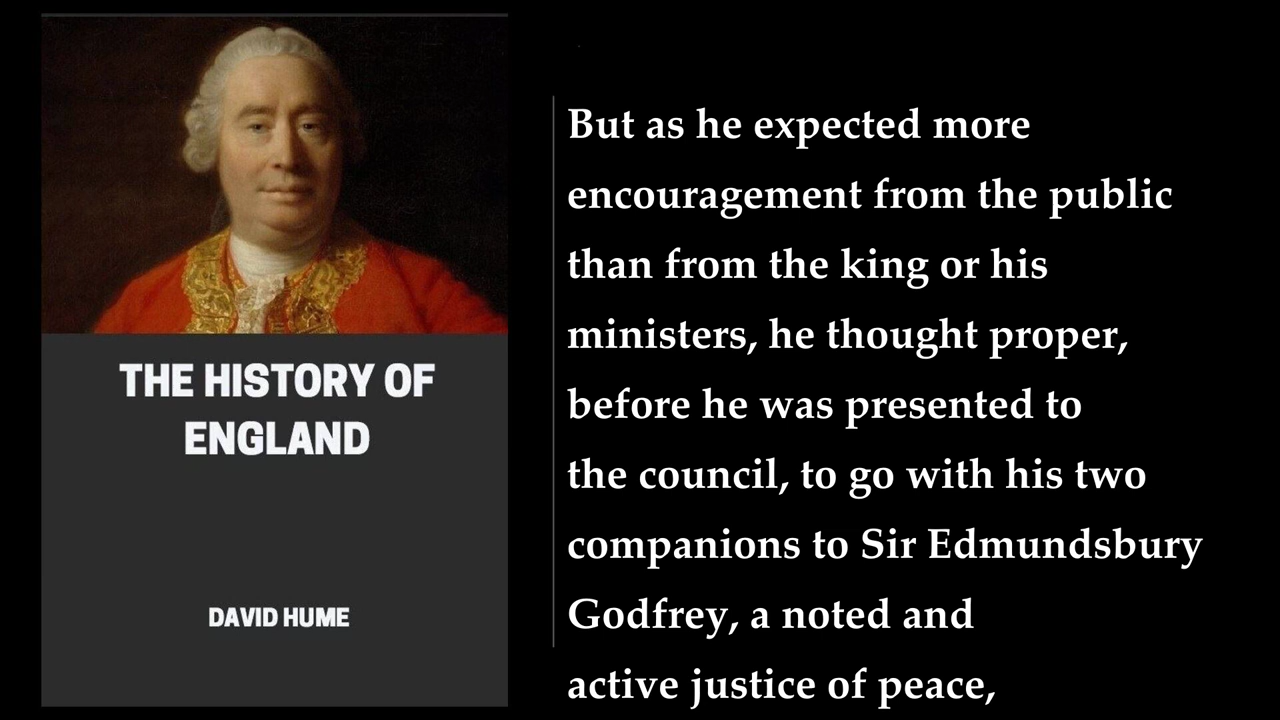 THE HISTORY OF
ENGLAND
DAVID HUME
But as he expected more
encouragement from the public
than from the king or his
ministers, he thought proper,
before he was presented to
the council, to go with his two
companions to Sir Edmundsbury
Godfrey, a noted and
active justice of peace,